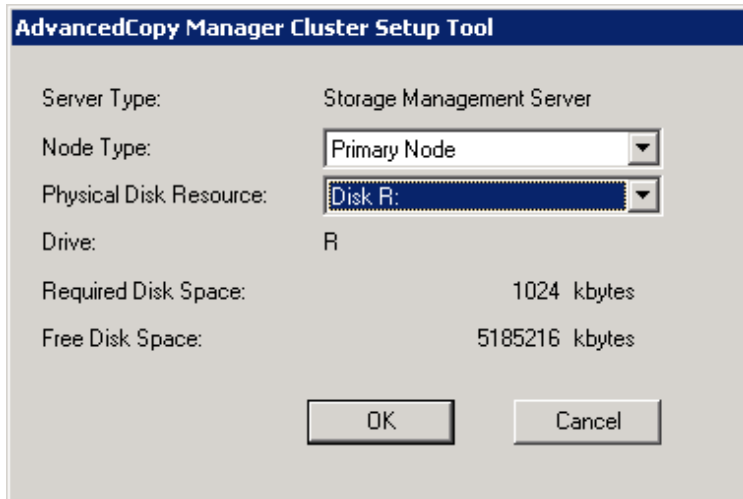 AdvancedCopy Manager Cluster Setup Tool
Server Type: Storage Management Server
Node Type: Primary Node
Physical Disk Resource: Disk R:
Drive: R
Required Disk Space: 1024 kbytes
Free Disk Space: 5185216 kbytes
OK Cancel